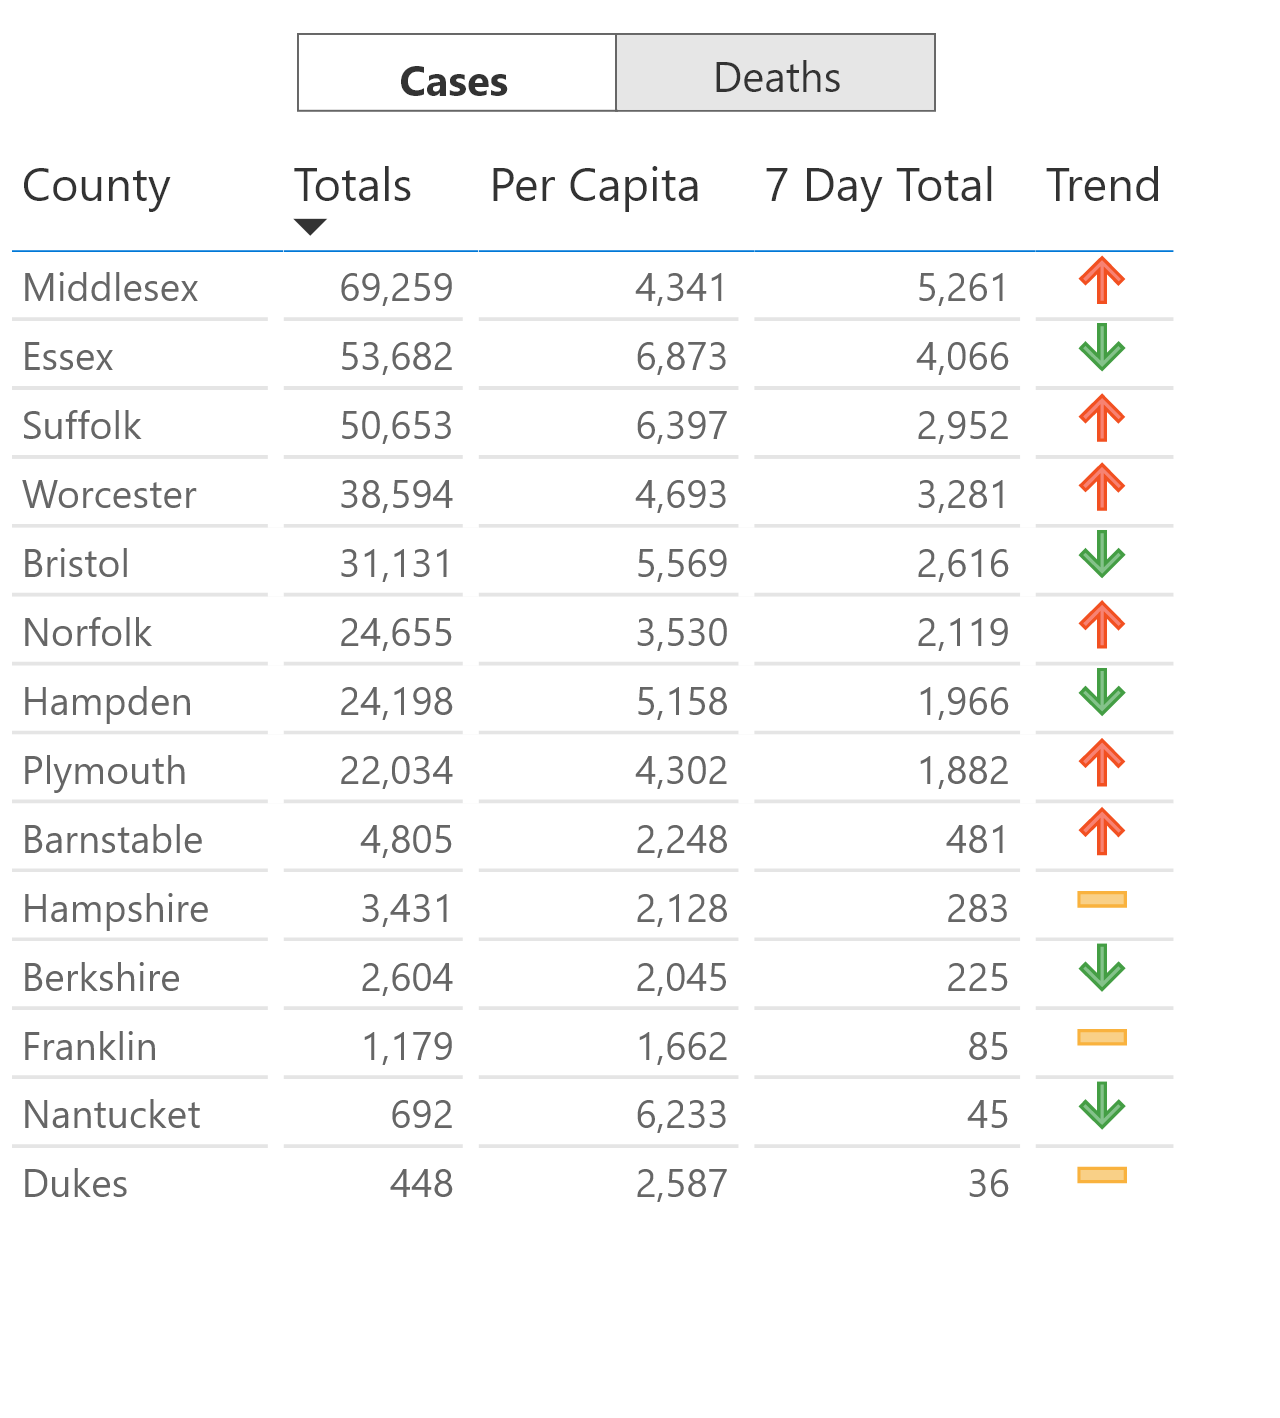 Cases Deaths
County Totals Per Capita 7 Day Total Trend
Middlesex 69,259 4,341 5,261
Essex 53,682 6,873 4,066
Suffolk 50,653 6,397 2,952
Worcester 38,594 4,693 3,281
Bristol 31,131 5,569 2,616
Norfolk 24,655 3,530 2,119
Hampden 24,198 5,158 1,966
Plymouth 22,034 4,302 1,882
Barnstable 4,805 2,248 481
Hampshire 3,431 2,128 283
Berkshire 2,604 2,045 225
Franklin 1,179 1,662 85
Nantucket 692 6,233 45
Dukes 448 2,587 36